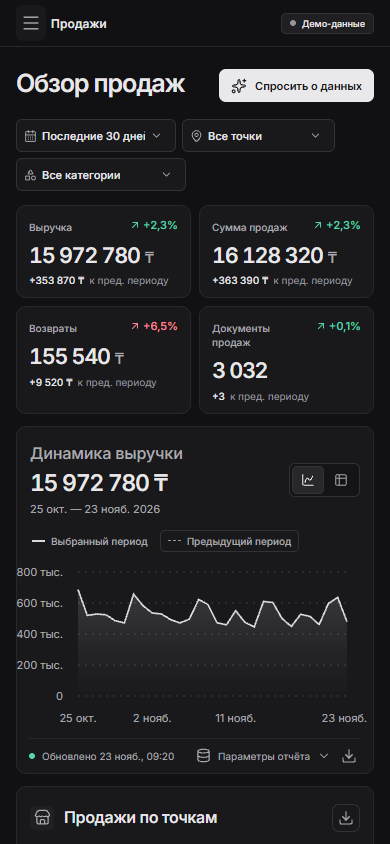 Продажи
Демо-данные
Обзор продаж
Спросить о данных
Последние 30 дней
Все точки
Все категории
Выручка
+2,3%
15 972 780 ₸
+353 870 ₸ к пред. периоду
Сумма продаж
+2,3%
16 128 320 ₸
+363 390 ₸ к пред. периоду
Возвраты
+6,5%
155 540 ₸
+9 520 ₸ к пред. периоду
Документы
продаж
+0,1%
3 032
+3 к пред. периоду
Динамика выручки
15 972 780 ₸
25 окт. — 23 нояб. 2026
Выбранный период
Предыдущий период
800 тыс.
600 тыс.
400 тыс.
200 тыс.
0
25 окт.
2 нояб.
11 нояб.
23 нояб.
Обновлено 23 нояб., 09:20
Параметры отчёта
Продажи по точкам